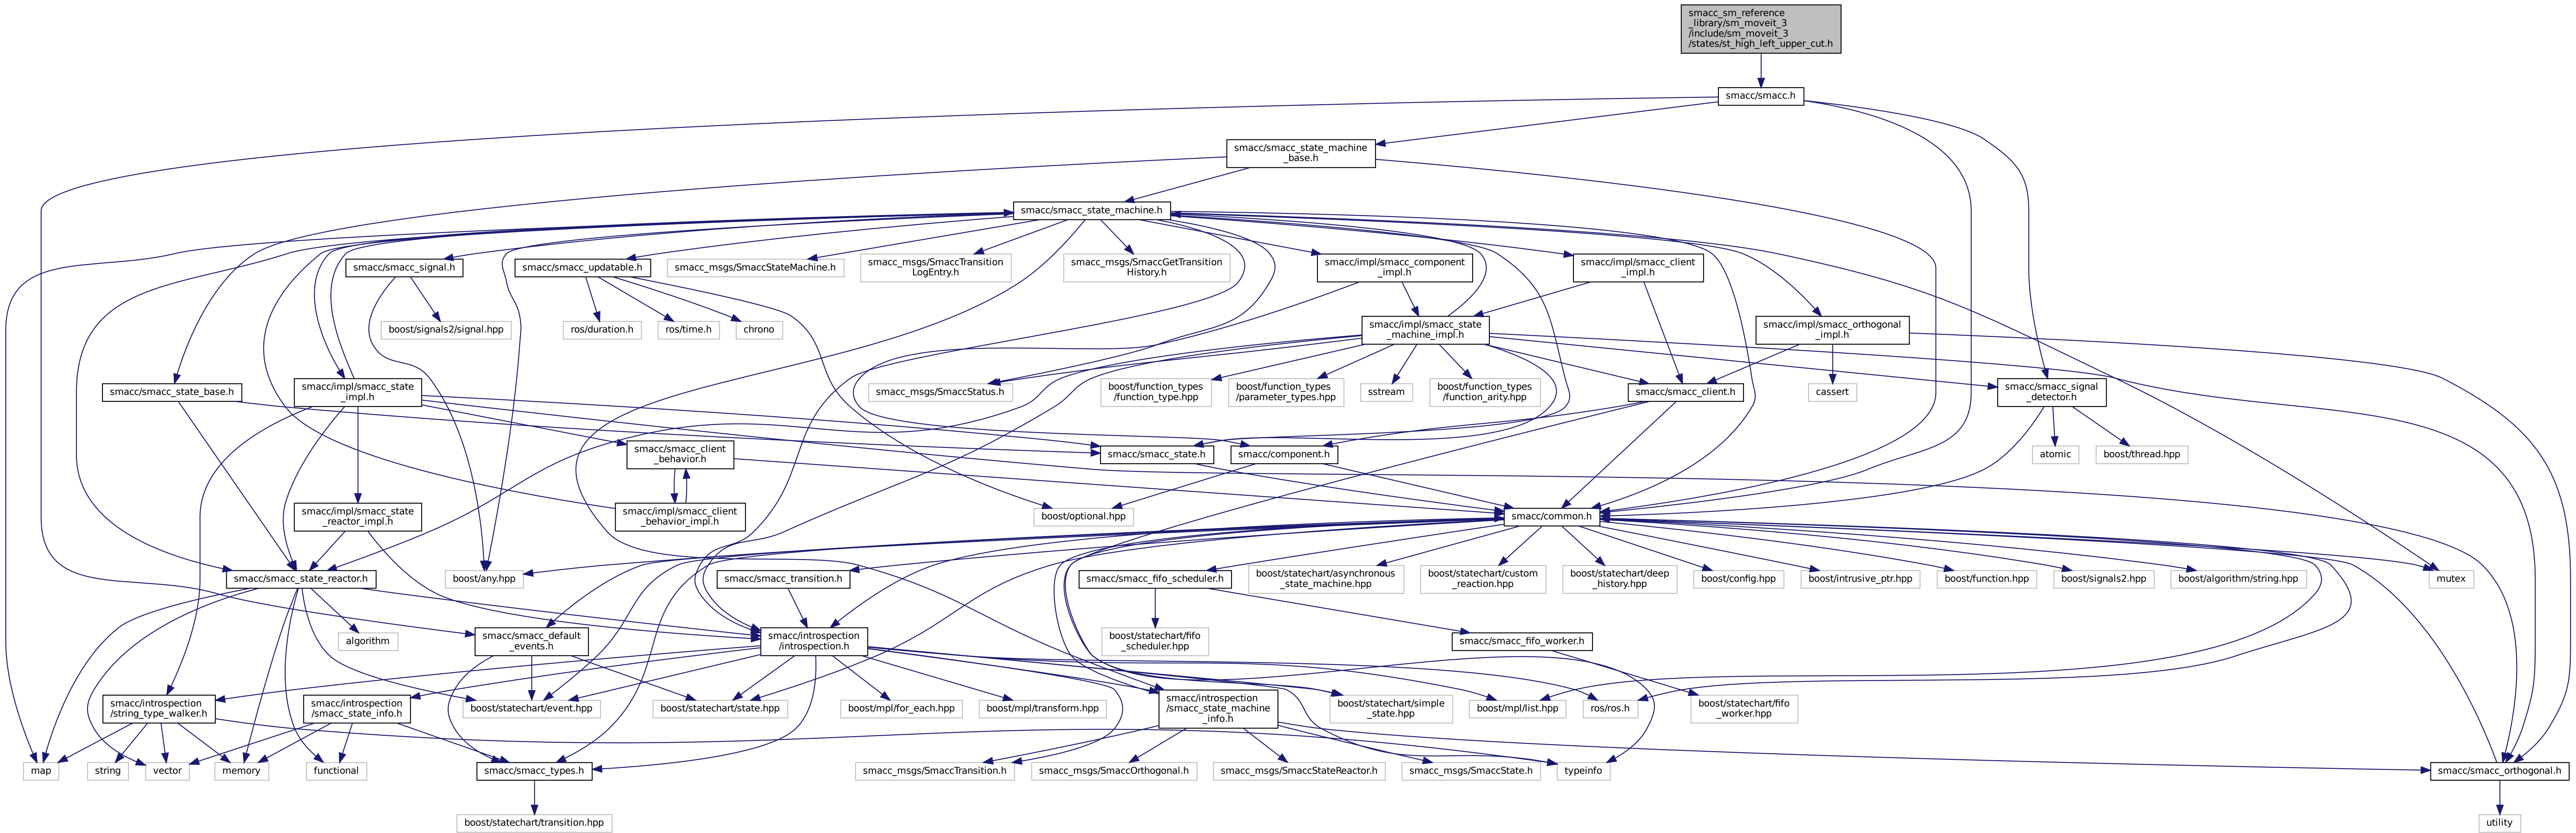 smacc_sm_reference
_library/sm_moveit_3
/include/sm_moveit_3
/states/st_high_left_upper_cut.h
smacc/smacc.h
smacc/smacc_state_machine
_base.h
smacc/smacc_state_machine.h
smacc/smacc_signal.h
smacc/smacc_updatable.h
smacc_msgs/SmaccStateMachine.h
smacc_msgs/SmaccTransition
LogEntry.h
smacc_msgs/SmaccGetTransition
History.h
smacc/impl/smacc_component
_impl.h
smacc/impl/smacc_client
_impl.h
boost/signals2/signal.hpp
ros/duration.h
ros/time.h
chrono
smacc/impl/smacc_state
_machine_impl.h
smacc/impl/smacc_orthogonal
_impl.h
smacc/smacc_state_base.h
smacc/impl/smacc_state
_impl.h
smacc_msgs/SmaccStatus.h
boost/function_types
/function_type.hpp
boost/function_types
/parameter_types.hpp
sstream
boost/function_types
/function_arity.hpp
smacc/smacc_client.h
cassert
smacc/smacc_signal
_detector.h
smacc/smacc_client
_behavior.h
smacc/smacc_state.h
smacc/component.h
atomic
boost/thread.hpp
smacc/impl/smacc_state
_reactor_impl.h
smacc/impl/smacc_client
_behavior_impl.h
boost/optional.hpp
smacc/common.h
smacc/smacc_state_reactor.h
boost/any.hpp
smacc/smacc_transition.h
smacc/smacc_fifo_scheduler.h
boost/statechart/asynchronous
_state_machine.hpp
boost/statechart/custom
_reaction.hpp
boost/statechart/deep
_history.hpp
boost/config.hpp
boost/intrusive_ptr.hpp
boost/function.hpp
boost/signals2.hpp
boost/algorithm/string.hpp
mutex
algorithm
smacc/smacc_default
_events.h
smacc/introspection
/introspection.h
boost/statechart/fifo
_scheduler.hpp
smacc/smacc_fifo_worker.h
smacc/introspection
/string_type_walker.h
smacc/introspection
/smacc_state_info.h
boost/statechart/event.hpp
boost/statechart/state.hpp
boost/mpl/for_each.hpp
boost/mpl/transform.hpp
smacc/introspection
/smacc_state_machine
_info.h
boost/statechart/simple
_state.hpp
boost/mpl/list.hpp
ros/ros.h
boost/statechart/fifo
_worker.hpp
map
string
vector
memory
functional
smacc/smacc_types.h
smacc_msgs/SmaccTransition.h
smacc_msgs/SmaccOrthogonal.h
smacc_msgs/SmaccStateReactor.h
smacc_msgs/SmaccState.h
typeinfo
smacc/smacc_orthogonal.h
boost/statechart/transition.hpp
utility